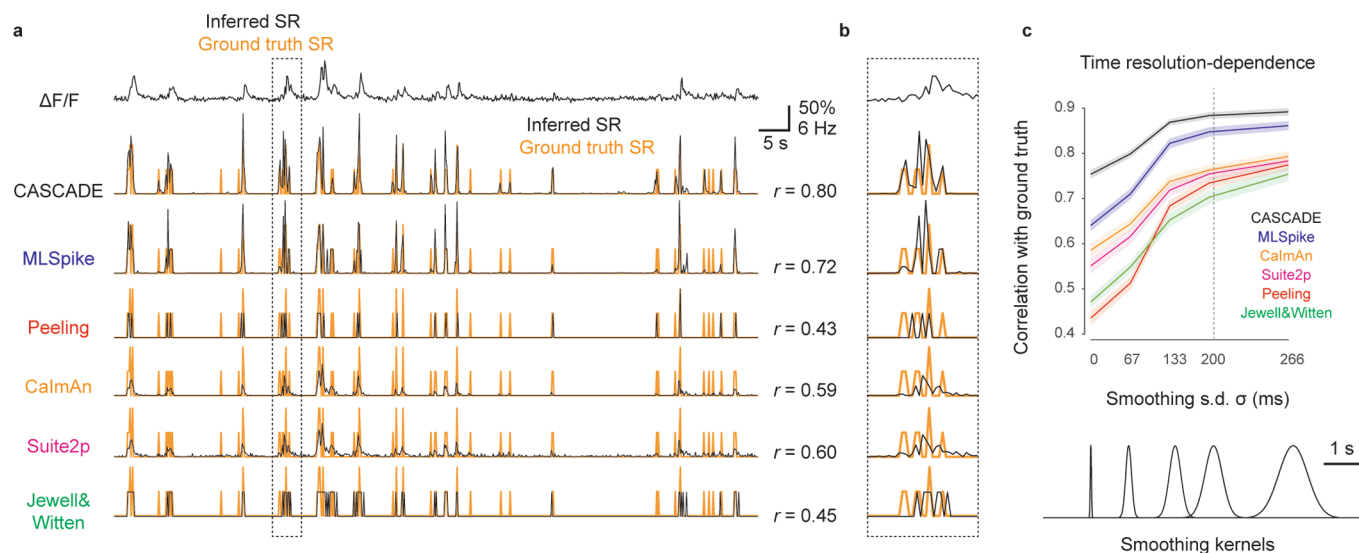 a
Inferred SR
Ground truth SR
ΔF/F
50%
6 Hz
5 s
Inferred SR
Ground truth SR
CASCADE
r = 0.80
MLSpike
r = 0.72
Peeling
r = 0.43
CaImAn
r = 0.59
Suite2p
r = 0.60
Jewell&
Witten
r = 0.45
b
c
Time resolution-dependence
Correlation with ground truth
0.9
0.8
0.7
0.6
0.5
0.4
CASCADE
MLSpike
CaImAn
Suite2p
Peeling
Jewell&Witten
0 67 133 200 266
Smoothing s.d. σ (ms)
1 s
Smoothing kernels